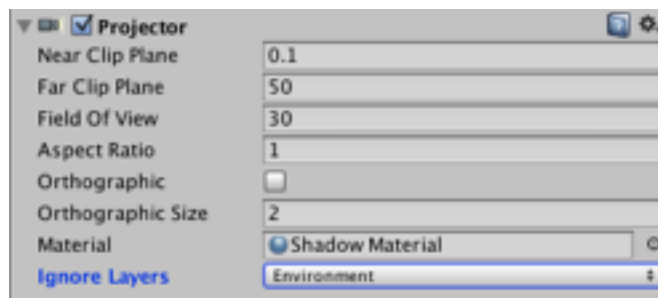 Projector
Near Clip Plane 0.1
Far Clip Plane 50
Field Of View 30
Aspect Ratio 1
Orthographic
Orthographic Size 2
Material Shadow Material
Ignore Layers Environment